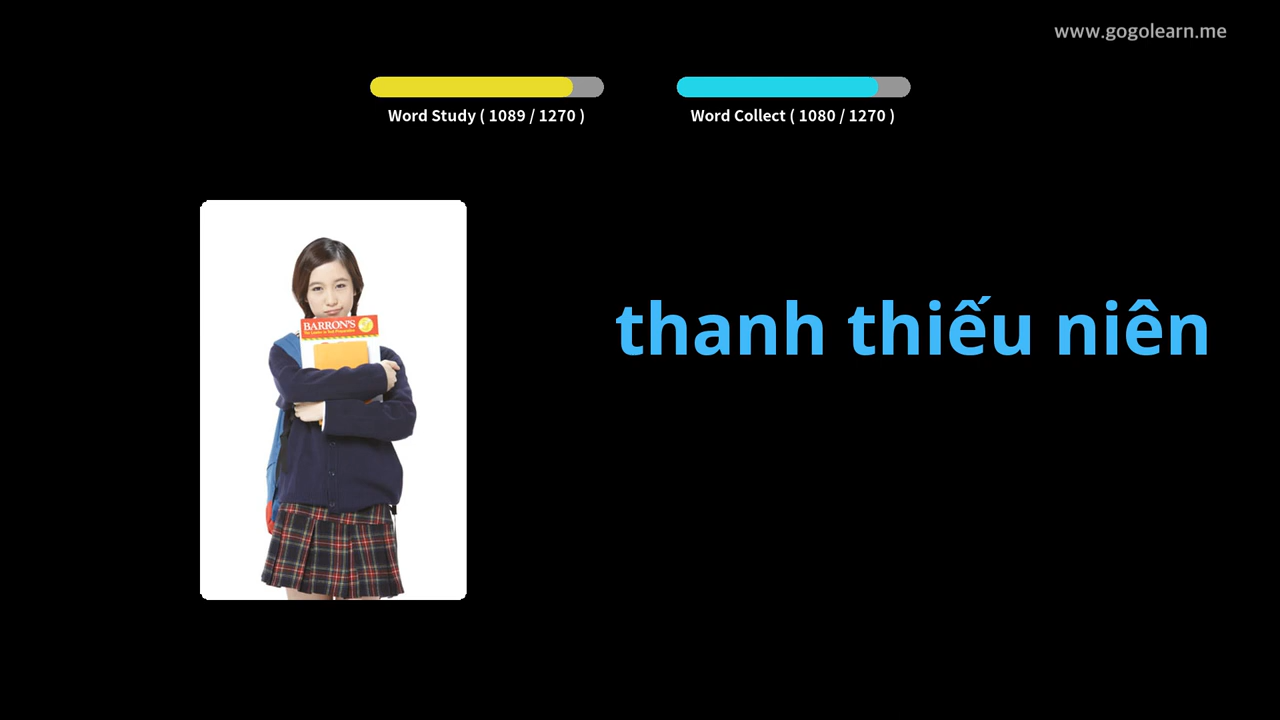 www.gogolearn.me
Word Study ( 1089 / 1270 )
Word Collect ( 1080 / 1270 )
BARRON'S
thanh thiếu niên